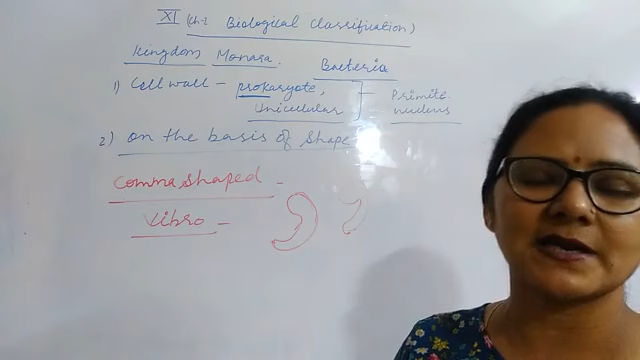 XI (Ch-2 Biological Classification)
Kingdom Monera.
Bacteria
1) Cell wall - prokaryote,
Unicellular
Primite.
nucleus
2) on the basis of shape
Comma shaped -
Vibro -